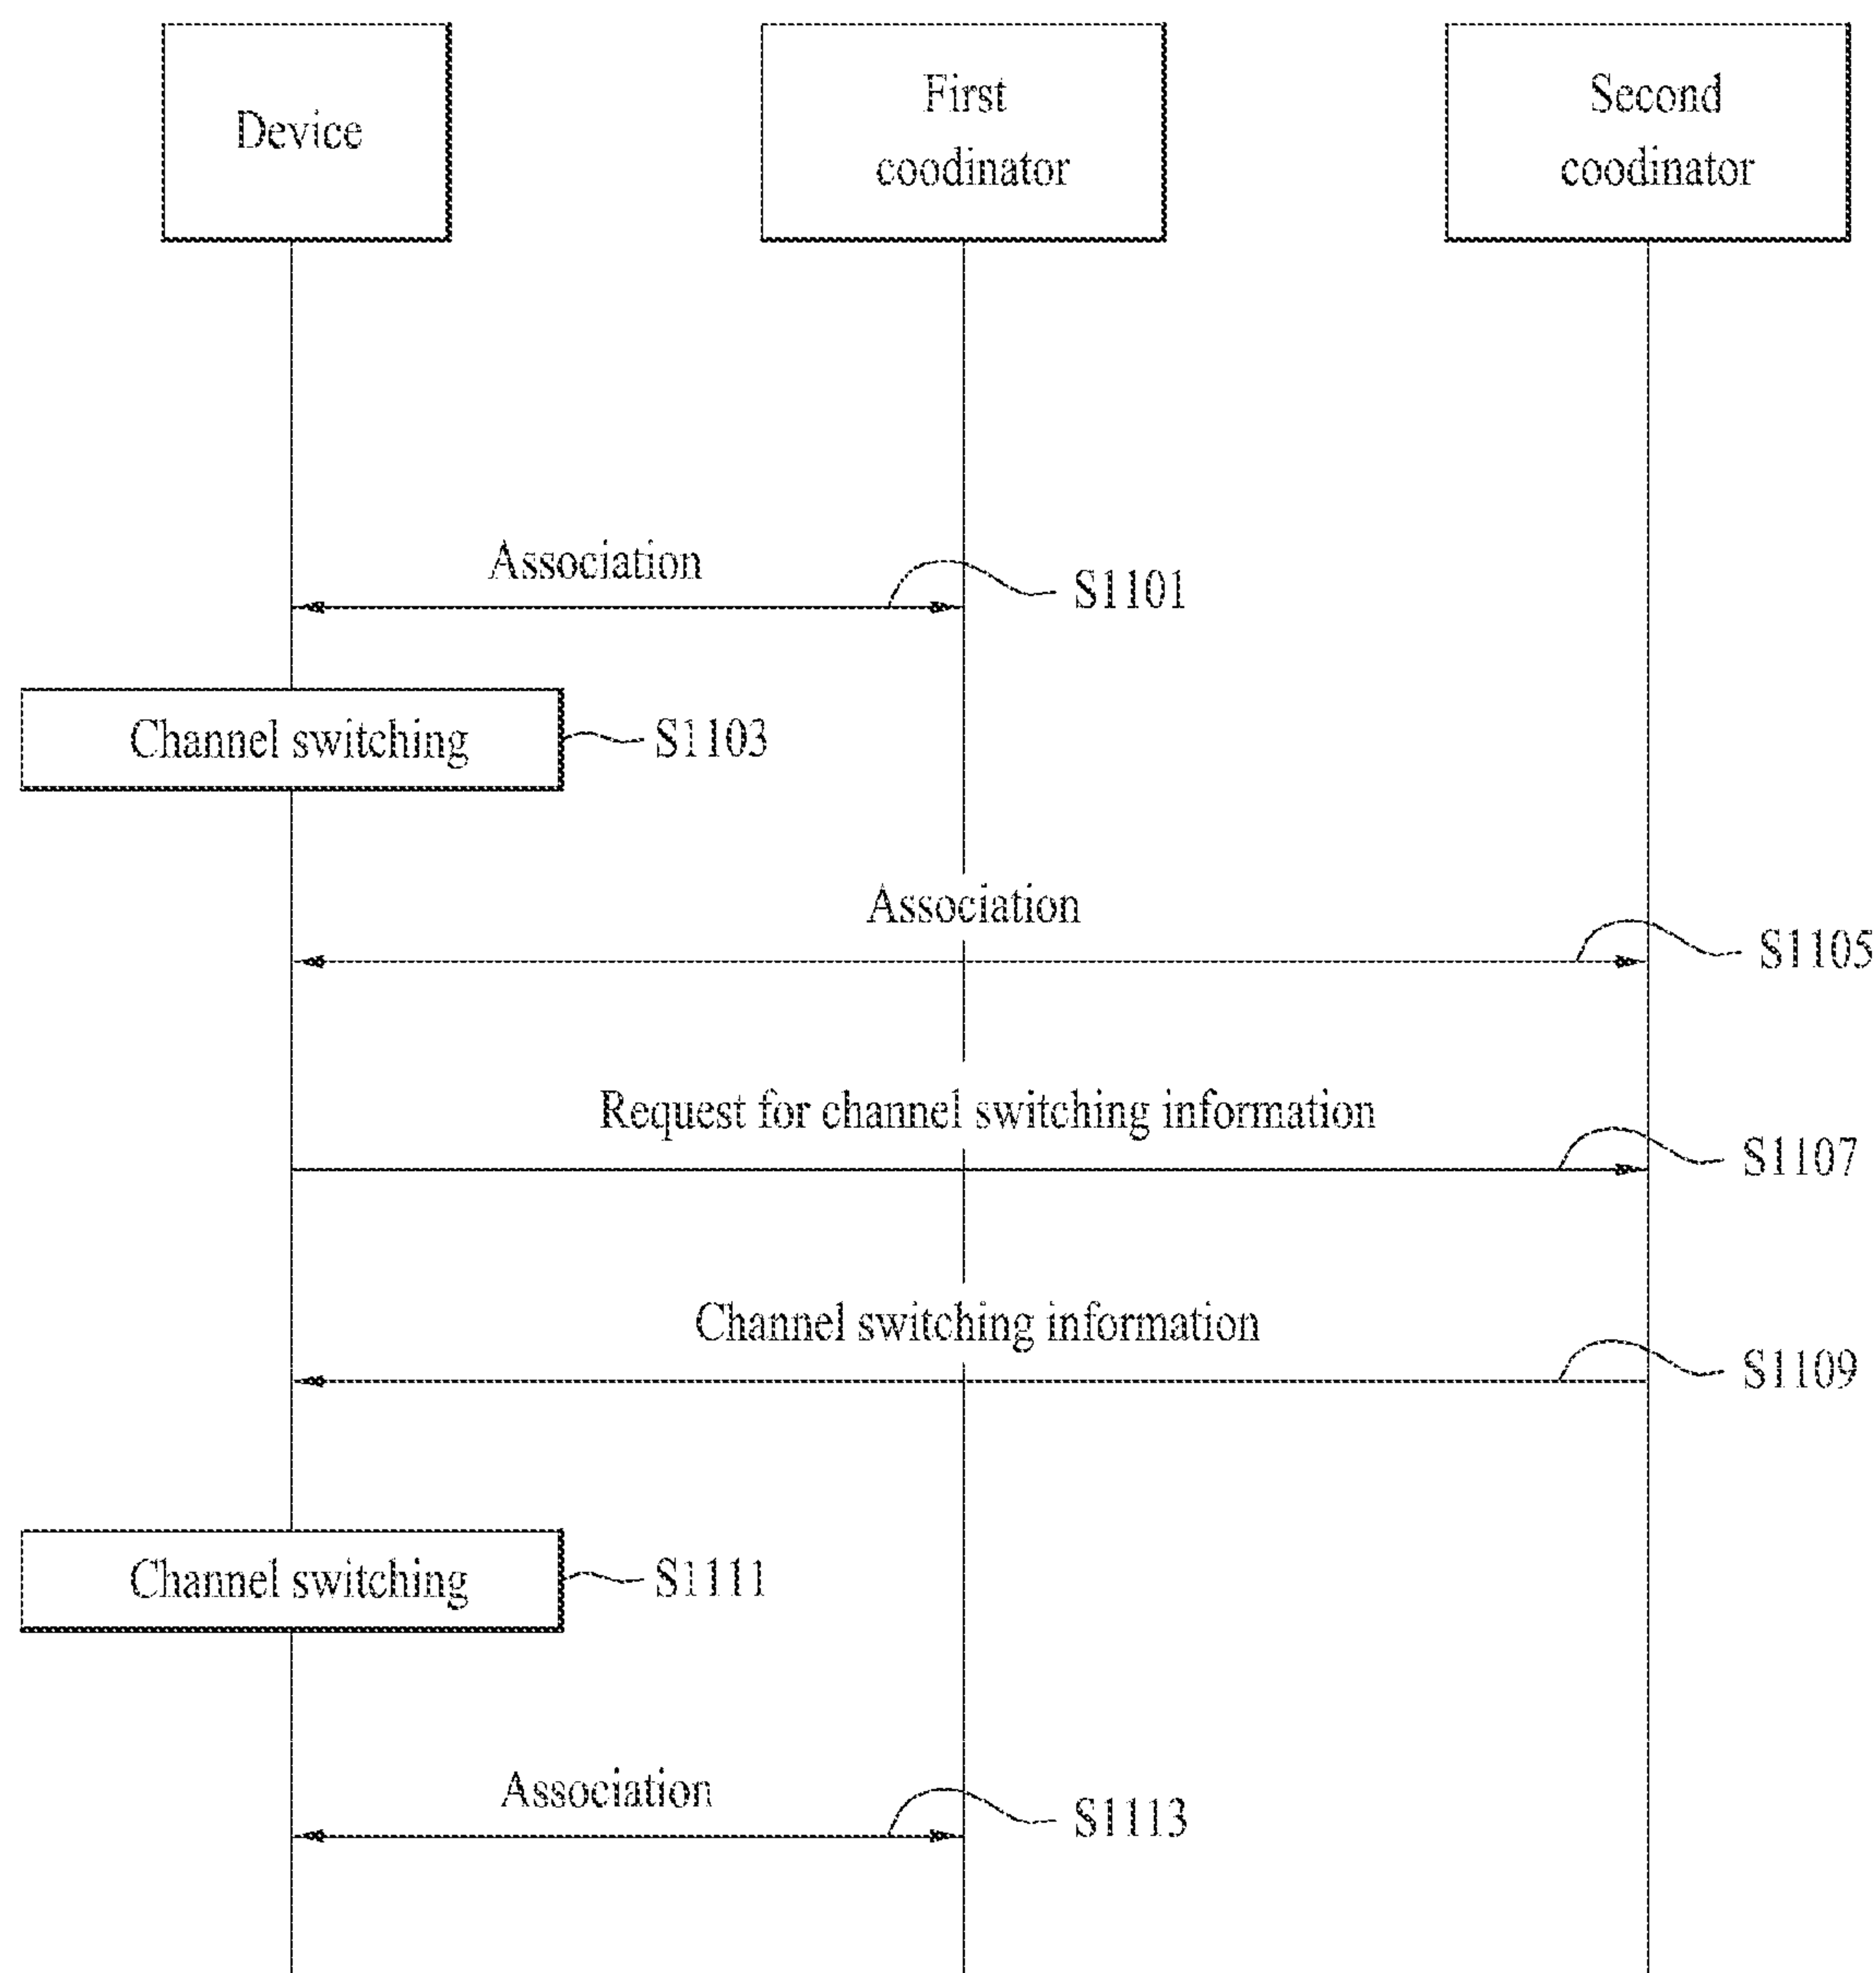 Device
First
coodinator
Second
coodinator
Association
S1101
Channel switching
S1103
Association
S1105
Request for channel switching information
S1107
Channel switching information
S1109
Channel switching
S1111
Association
S1113